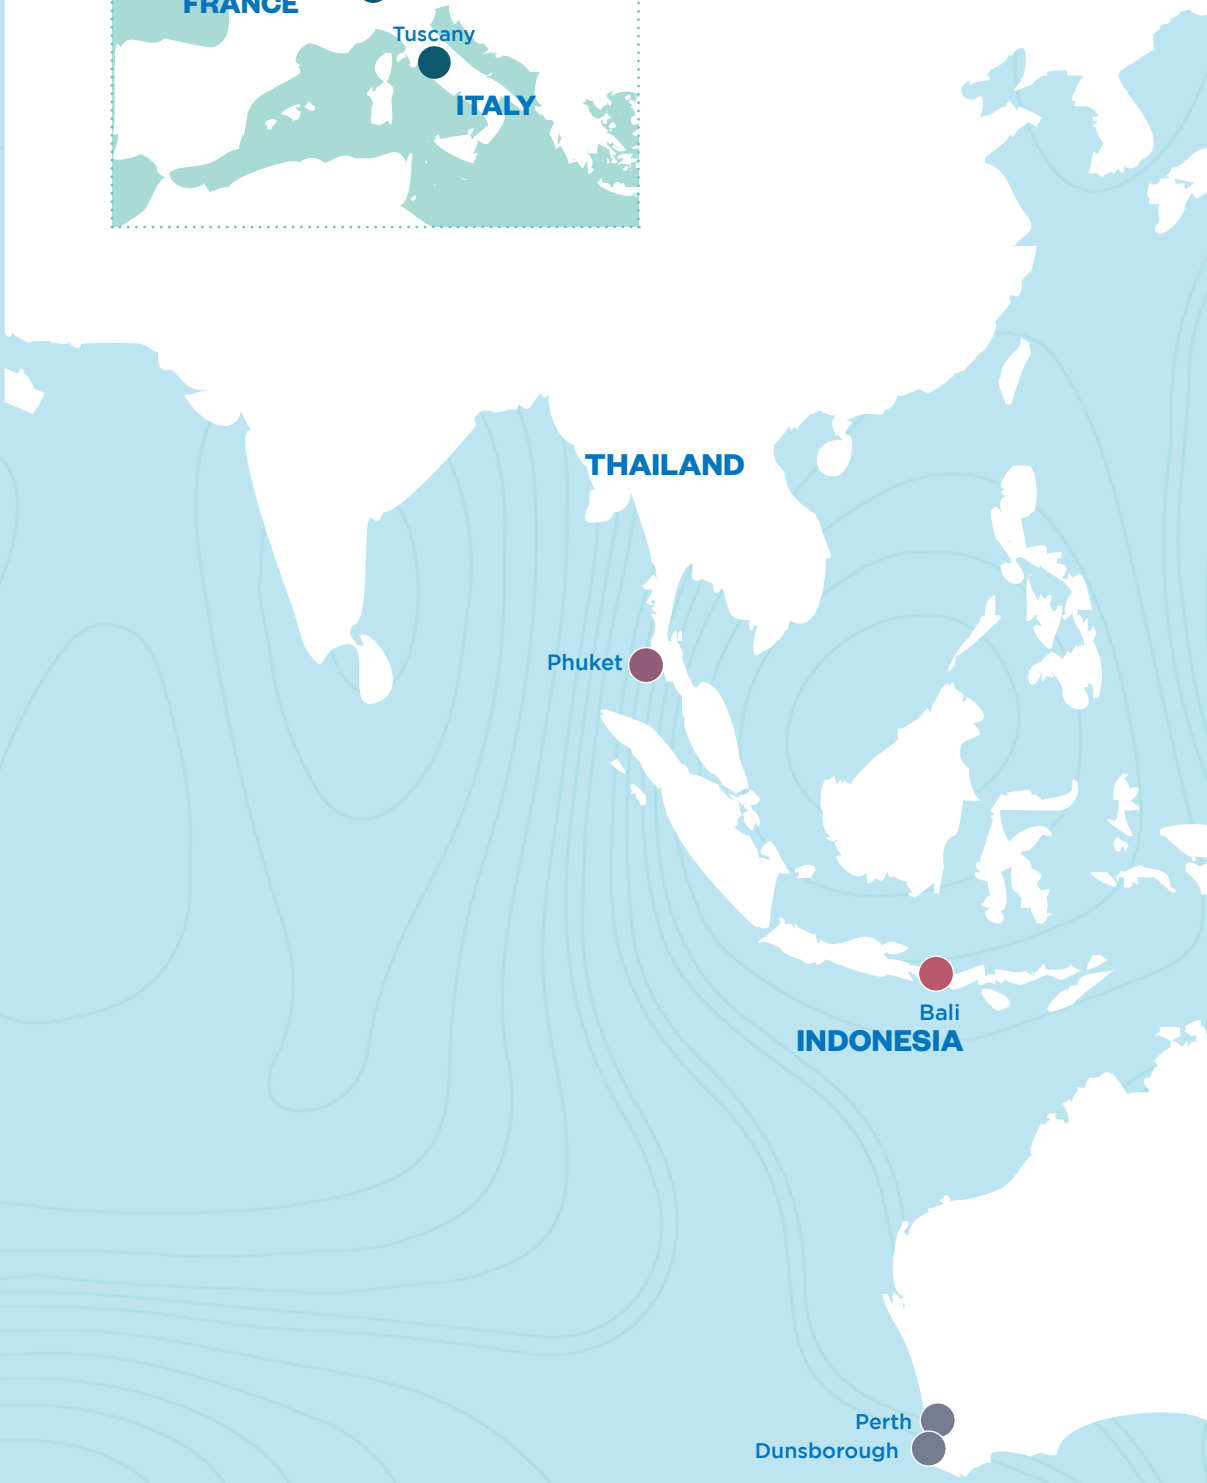 FRANCE
Tuscany
ITALY
THAILAND
Phuket
Bali
INDONESIA
Perth
Dunsborough